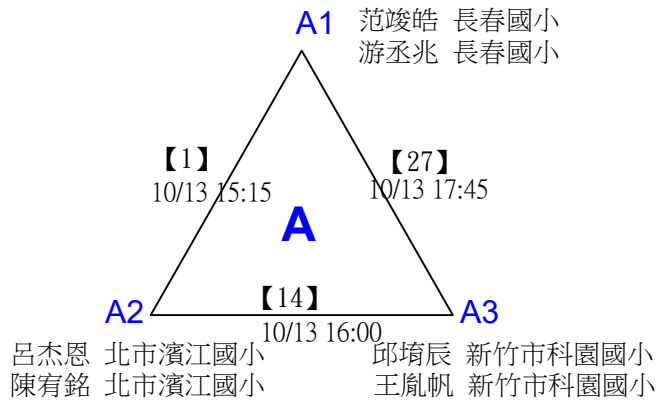 A1 范竣皓 長春國小
游丞兆 長春國小
【1】
10/13 15:15
【27】
10/13 17:45
A
【14】
10/13 16:00
A2
A3
呂杰恩 北市濱江國小
陳宥銘 北市濱江國小
邱堉辰 新竹市科園國小
王胤帆 新竹市科園國小